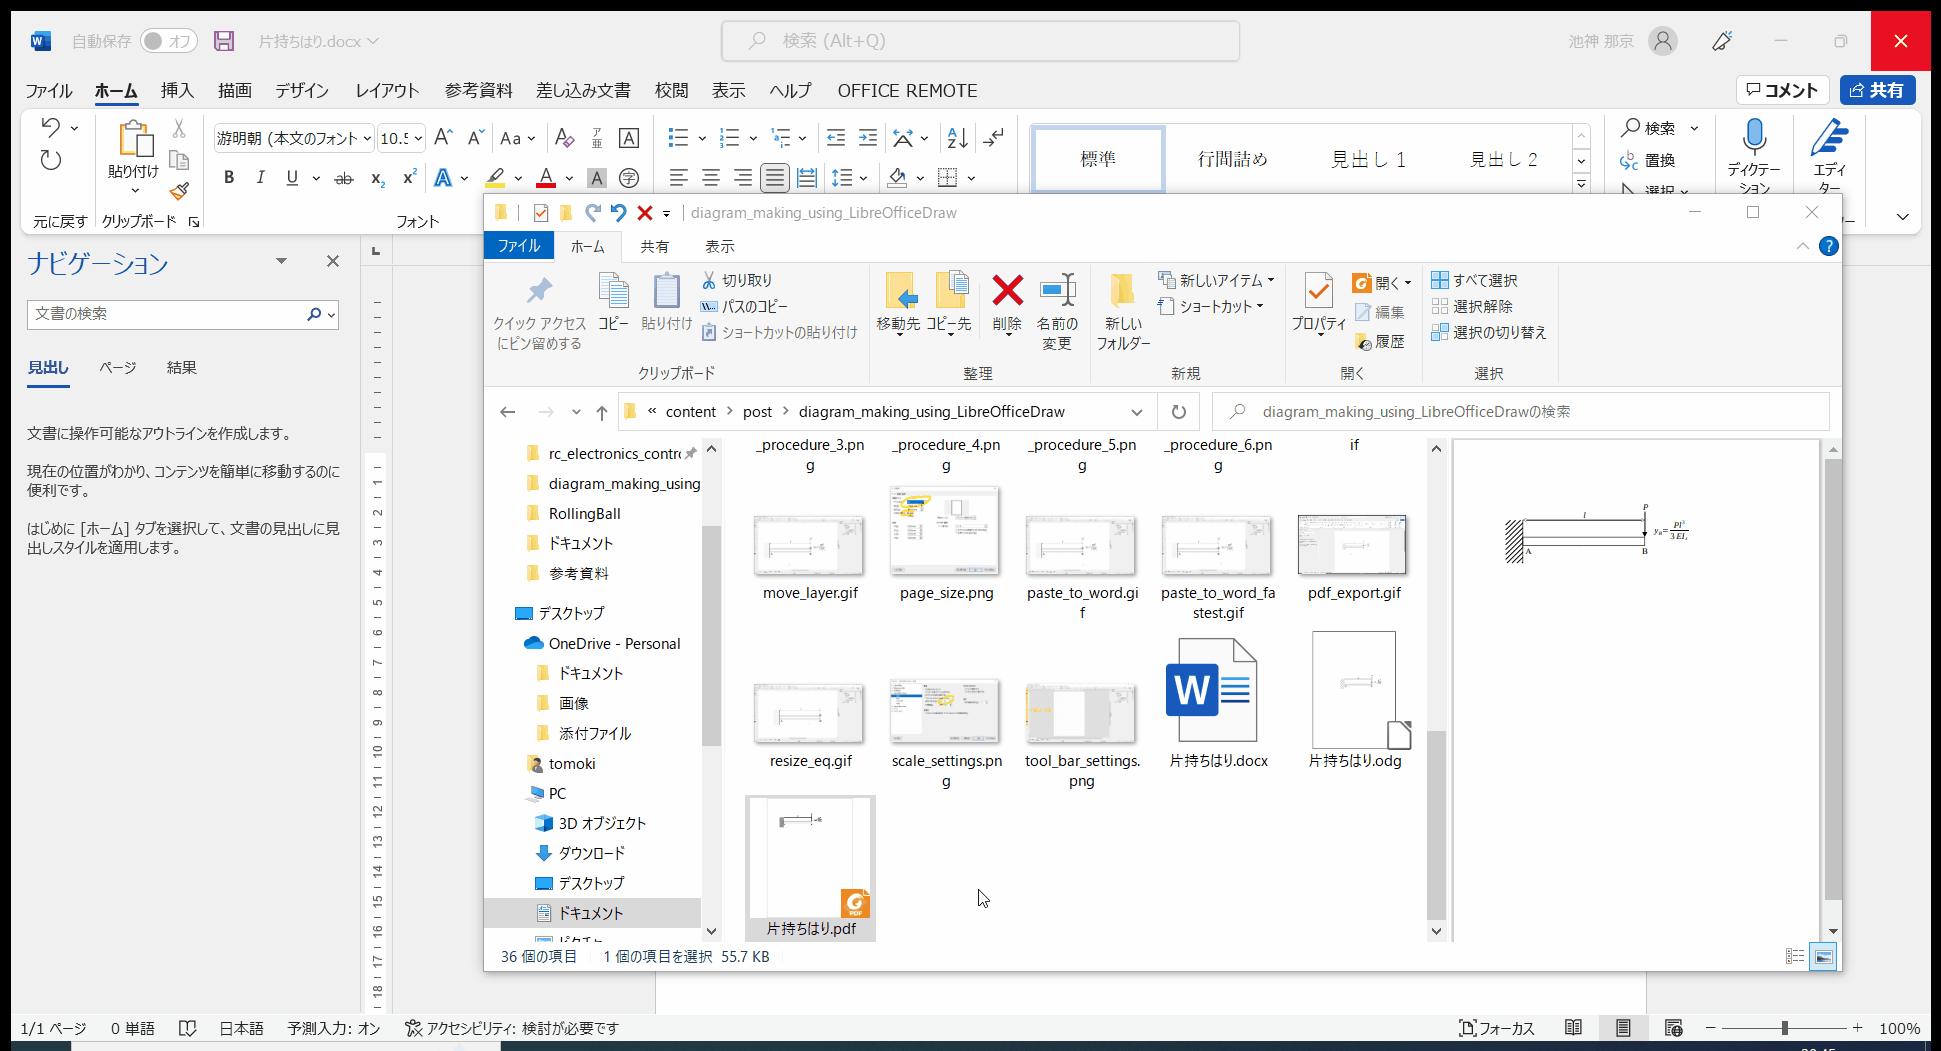 自動保存 オフ 片持ちはり.docx
検索 (Alt+Q)
池神 那京
ファイル ホーム 挿入 描画 デザイン レイアウト 参考資料 差し込み文書 校閲 表示 ヘルプ OFFICE REMOTE
コメント 共有
游明朝 (本文のフォント 10.5
標準 行間詰め 見出し 1 見出し 2
貼り付け
検索
置換
選択
ディクテーション
エディター
元に戻す クリップボード フォント
ナビゲーション
文書の検索
見出し ページ 結果
文書に操作可能なアウトラインを作成します。
現在の位置がわかり、コンテンツを簡単に移動するのに
便利です。
はじめに [ホーム] タブを選択して、文書の見出しに見
出しスタイルを適用します。
diagram_making_using_LibreOfficeDraw
ファイル ホーム 共有 表示
クイック アクセス
にピン留めする
コピー
貼り付け
切り取り
パスのコピー
ショートカットの貼り付け
クリップボード
移動先 コピー先 削除 名前の
変更
整理
新しい
フォルダー
新しいアイテム
ショートカット
新規
プロパティ
開く
編集
履歴
開く
すべて選択
選択解除
選択の切り替え
選択
« content › post › diagram_making_using_LibreOfficeDraw
diagram_making_using_LibreOfficeDrawの検索
rc_electronics_contr
diagram_making_using
RollingBall
ドキュメント
参考資料
デスクトップ
OneDrive - Personal
ドキュメント
画像
添付ファイル
tomoki
PC
3D オブジェクト
ダウンロード
デスクトップ
ドキュメント
ピクチャ
_procedure_3.pn
g
_procedure_4.pn
g
_procedure_5.pn
g
_procedure_6.pn
g
if
move_layer.gif
page_size.png
paste_to_word.gi
f
paste_to_word_fa
stest.gif
pdf_export.gif
resize_eq.gif
scale_settings.pn
g
tool_bar_settings.
png
片持ちはり.docx
片持ちはり.odg
片持ちはり.pdf
l P
A B
36 個の項目 1 個の項目を選択 55.7 KB
1/1 ページ 0 単語 日本語 予測入力: オン アクセシビリティ: 検討が必要です
フォーカス 100%